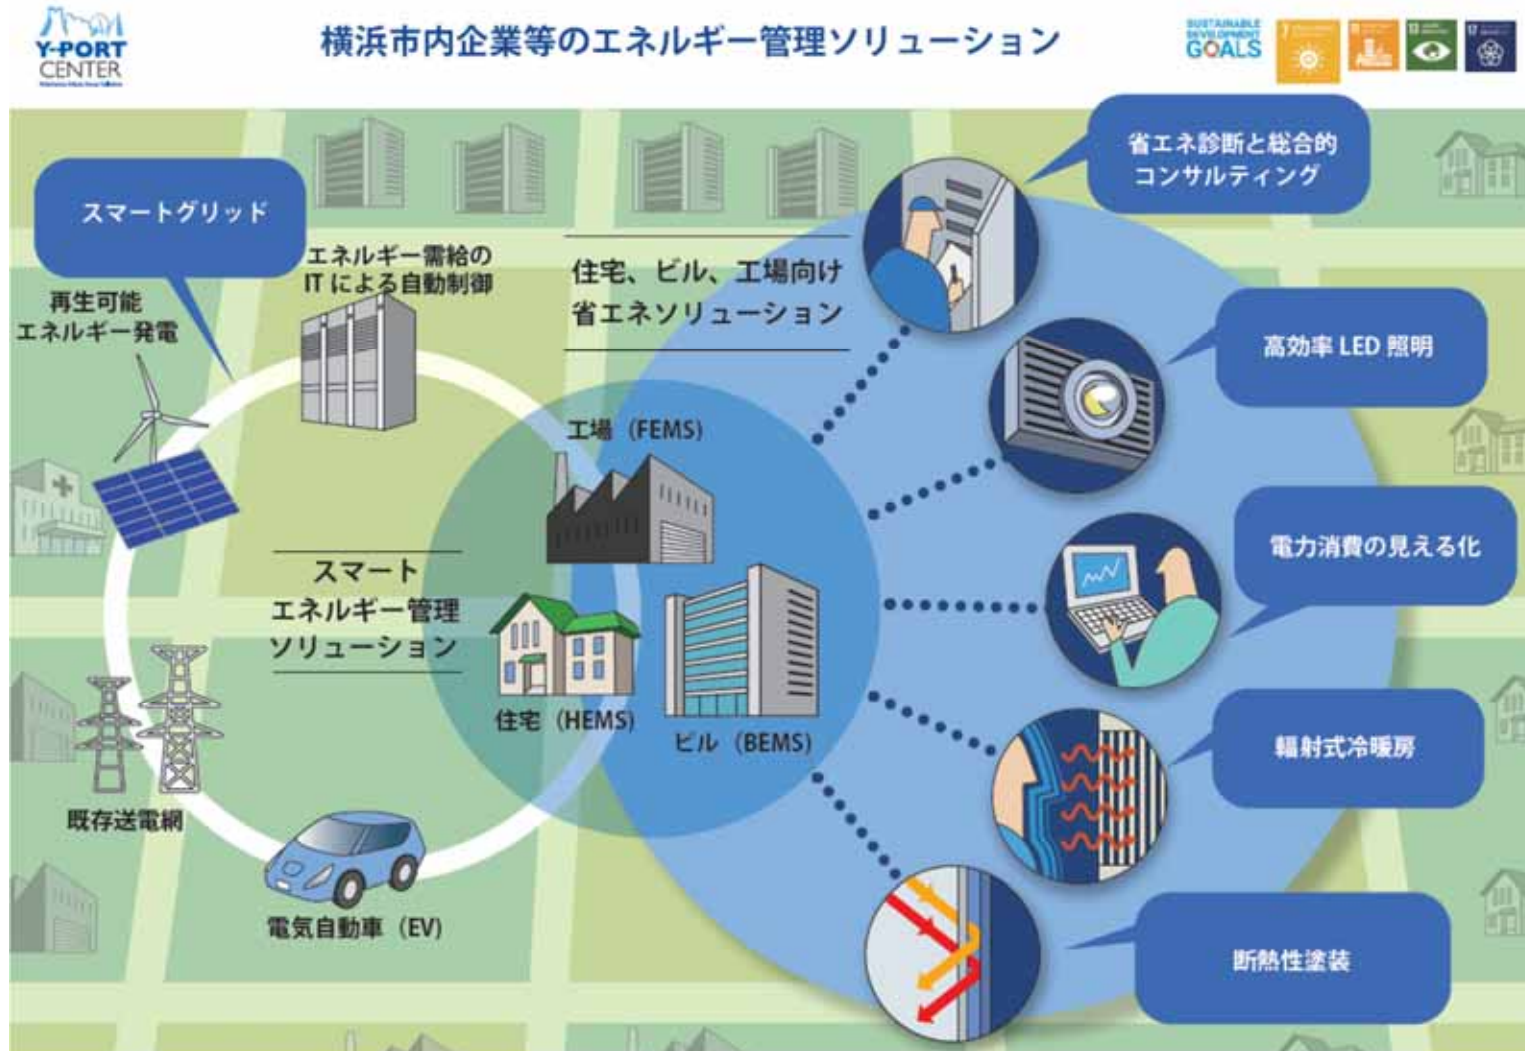 Y-PORT
CENTER
横浜市内企業等のエネルギー管理ソリューション
SUSTAINABLE
DEVELOPMENT
GOALS
7
11
13
17
省エネ診断と総合的
コンサルティング
スマートグリッド
エネルギー需給の
ITによる自動制御
住宅、ビル、工場向け
省エネソリューション
再生可能
エネルギー発電
高効率 LED 照明
工場（FEMS)
電力消費の見える化
スマート
エネルギー管理
ソリューション
住宅（HEMS)
ビル（BEMS)
輻射式冷暖房
既存送電網
電気自動車（EV)
断熱性塗装